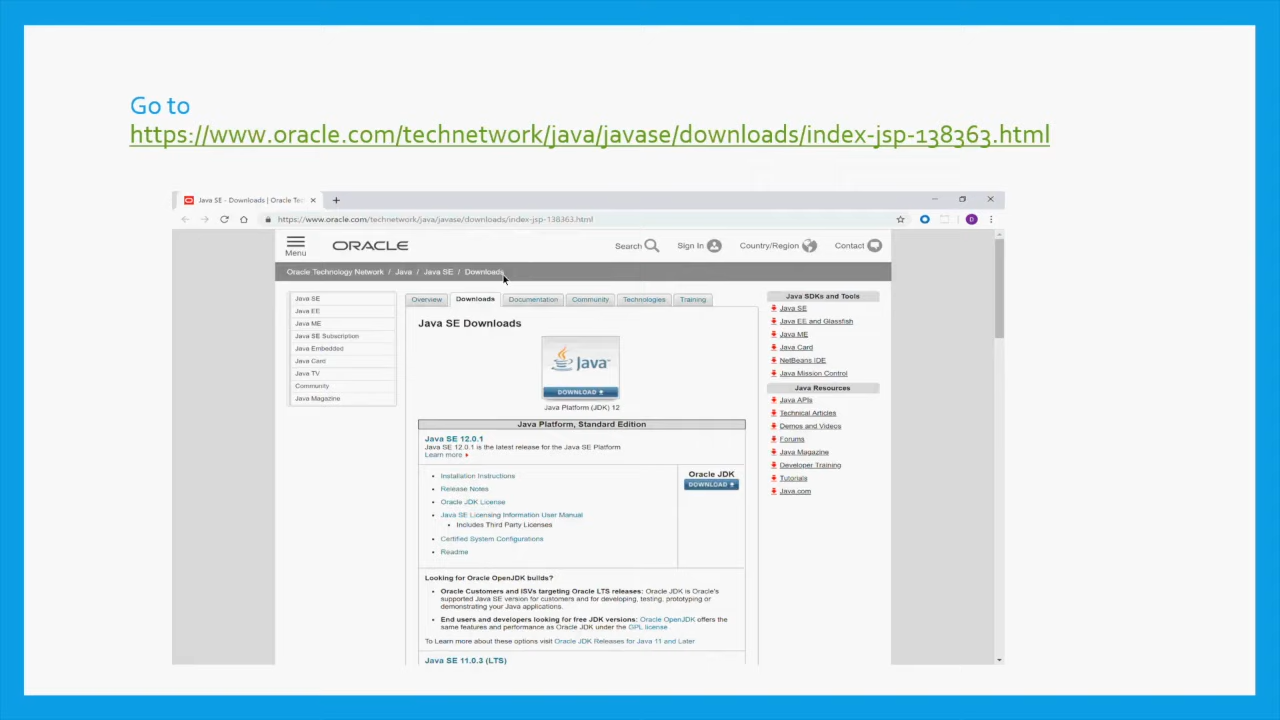 Go to
https://www.oracle.com/technetwork/java/javase/downloads/index-jsp-138363.html
Java SE - Downloads | Oracle Tec
https://www.oracle.com/technetwork/java/javase/downloads/index-jsp-138363.html
D
Menu
ORACLE
Search
Sign In
Country/Region
Contact
Oracle Technology Network / Java / Java SE / Downloads
Java SE
Java EE
Java ME
Java SE Subscription
Java Embedded
Java Card
Java TV
Community
Java Magazine
Overview
Downloads
Documentation
Community
Technologies
Training
Java SE Downloads
Java
DOWNLOAD
Java Platform (JDK) 12
Java Platform, Standard Edition
Java SE 12.0.1
Java SE 12.0.1 is the latest release for the Java SE Platform
Learn more
Installation Instructions
Release Notes
Oracle JDK License
Java SE Licensing Information User Manual
Includes Third Party Licenses
Certified System Configurations
Readme
Oracle JDK
DOWNLOAD
Looking for Oracle OpenJDK builds?
Oracle Customers and ISVs targeting Oracle LTS releases: Oracle JDK is Oracle's
supported Java SE version for customers and for developing, testing, prototyping or
demonstrating your Java applications.
End users and developers looking for free JDK versions: Oracle OpenJDK offers the
same features and performance as Oracle JDK under the GPL license
To Learn more about these options visit Oracle JDK Releases for Java 11 and Later
Java SE 11.0.3 (LTS)
Java SDKs and Tools
Java SE
Java EE and Glassfish
Java ME
Java Card
NetBeans IDE
Java Mission Control
Java Resources
Java APIs
Technical Articles
Demos and Videos
Forums
Java Magazine
Developer Training
Tutorials
Java.com